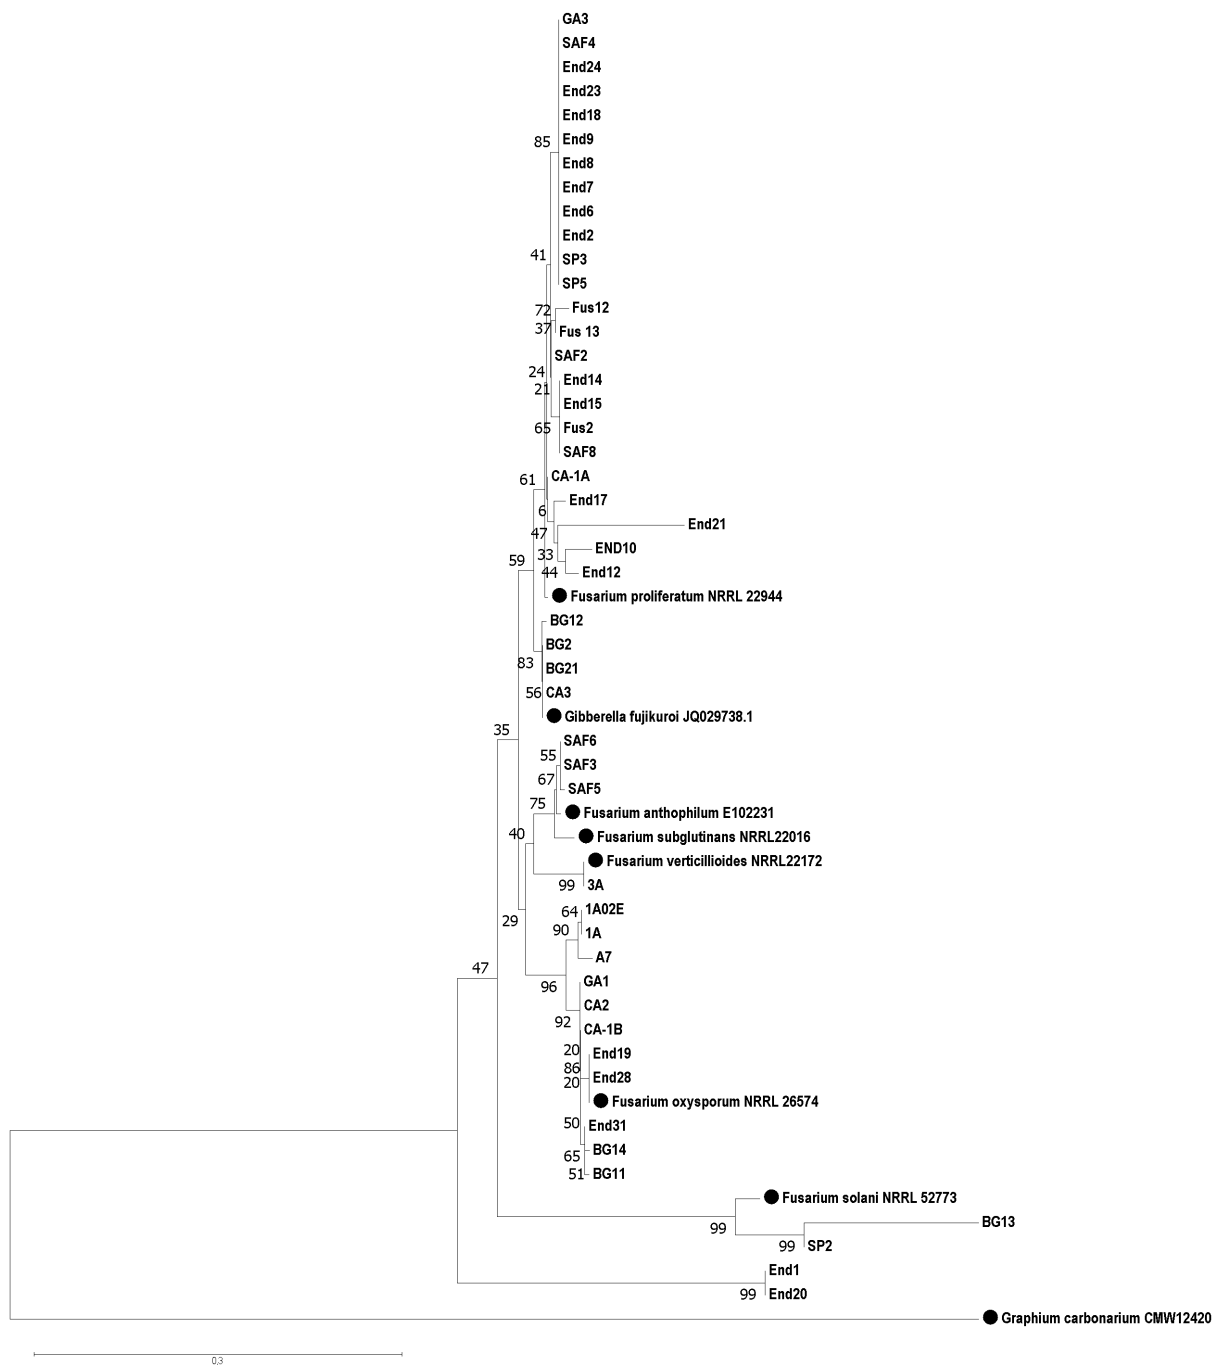 GA3
SAF4
End24
End23
End18
End9
85
End8
End7
End6
End2
41
SP3
SP5
72
Fus12
37
Fus 13
SAF2
24
End14
21
End15
65
Fus2
SAF8
61
CA-1A
End17
6
End21
47
33
END10
59
44
End12
Fusarium proliferatum NRRL 22944
BG12
BG2
83
BG21
56
CA3
Gibberella fujikuroi JQ029738.1
35
SAF6
55
SAF3
67
SAF5
75
Fusarium anthophilum E102231
40
Fusarium subglutinans NRRL22016
Fusarium verticillioides NRRL22172
99
3A
64
1A02E
29
90
1A
A7
47
96
GA1
CA2
92
CA-1B
20
End19
86
20
End28
Fusarium oxysporum NRRL 26574
50
End31
65
BG14
51
BG11
Fusarium solani NRRL 52773
99
BG13
99
SP2
End1
99
End20
Graphium carbonarium CMW12420
0,3